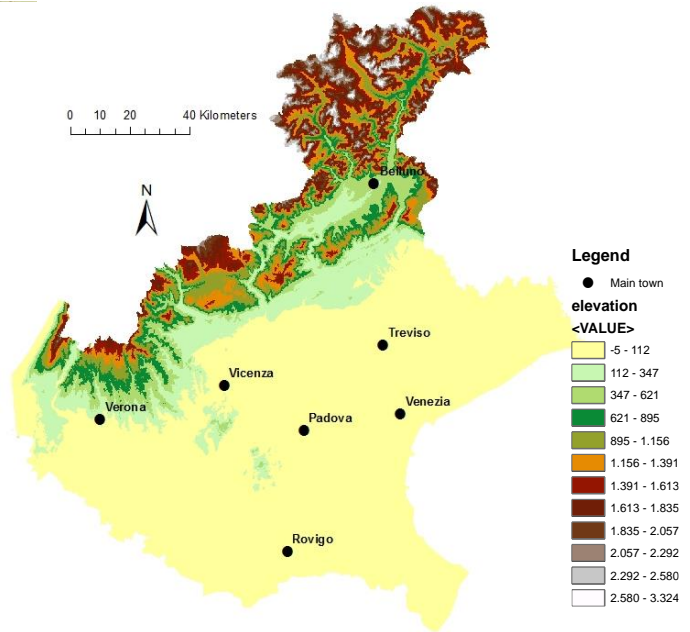 0 10 20 40 Kilometers
N
Belluno
Treviso
Vicenza
Venezia
Verona
Padova
Rovigo
Legend
Main town
elevation
<VALUE>
-5 - 112
112 - 347
347 - 621
621 - 895
895 - 1.156
1.156 - 1.391
1.391 - 1.613
1.613 - 1.835
1.835 - 2.057
2.057 - 2.292
2.292 - 2.580
2.580 - 3.324